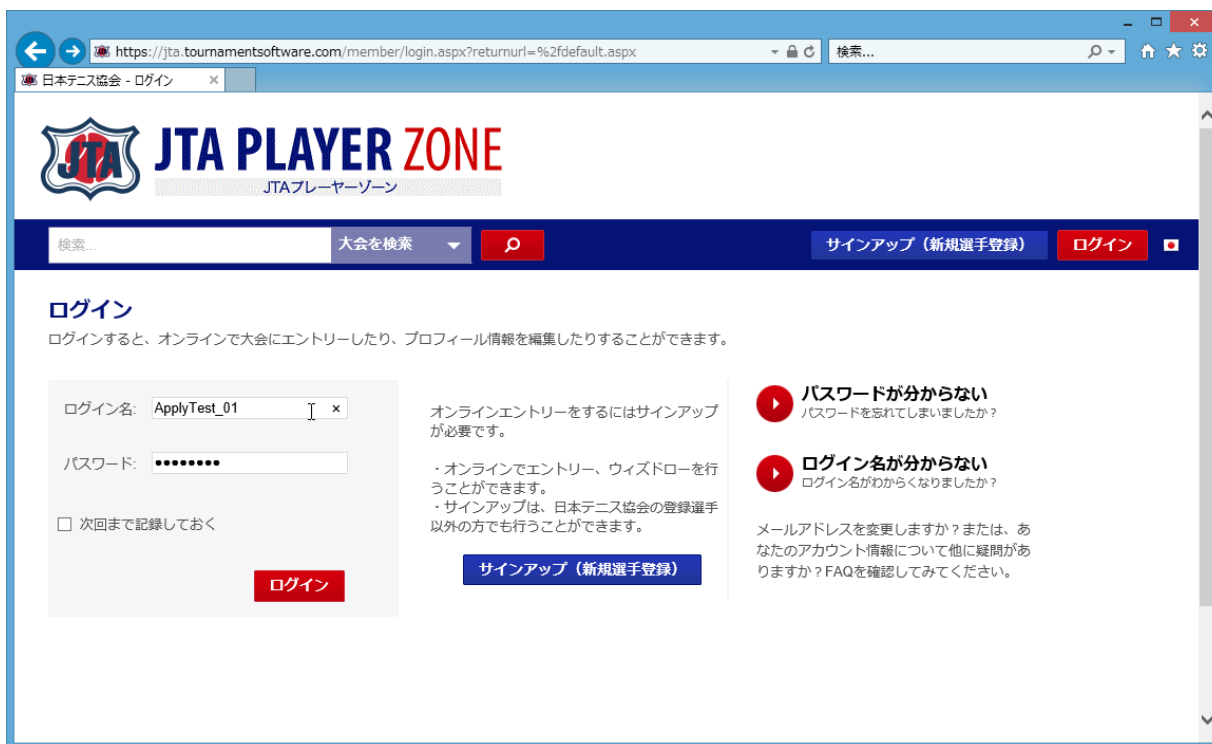 https://jta.tournamentsoftware.com/member/login.aspx?returnurl=%2fdefault.aspx
検索...
日本テニス協会 - ログイン
JTA
JTA PLAYER ZONE
JTAプレーヤーゾーン
検索...
大会を検索
サインアップ（新規選手登録）
ログイン
ログイン
ログインすると、オンラインで大会にエントリーしたり、プロフィール情報を編集したりすることができます。
ログイン名: ApplyTest_01
パスワード: ••••••••
次回まで記録しておく
ログイン
オンラインエントリーをするにはサインアップ
が必要です。
・オンラインでエントリー、ウィズドローを行
うことができます。
・サインアップは、日本テニス協会の登録選手
以外の方でも行うことができます。
サインアップ（新規選手登録）
パスワードが分からない
パスワードを忘れてしまいましたか？
ログイン名が分からない
ログイン名がわからくなりましたか？
メールアドレスを変更しますか？または、あ
なたのアカウント情報について他に疑問があ
りますか？FAQを確認してみてください。